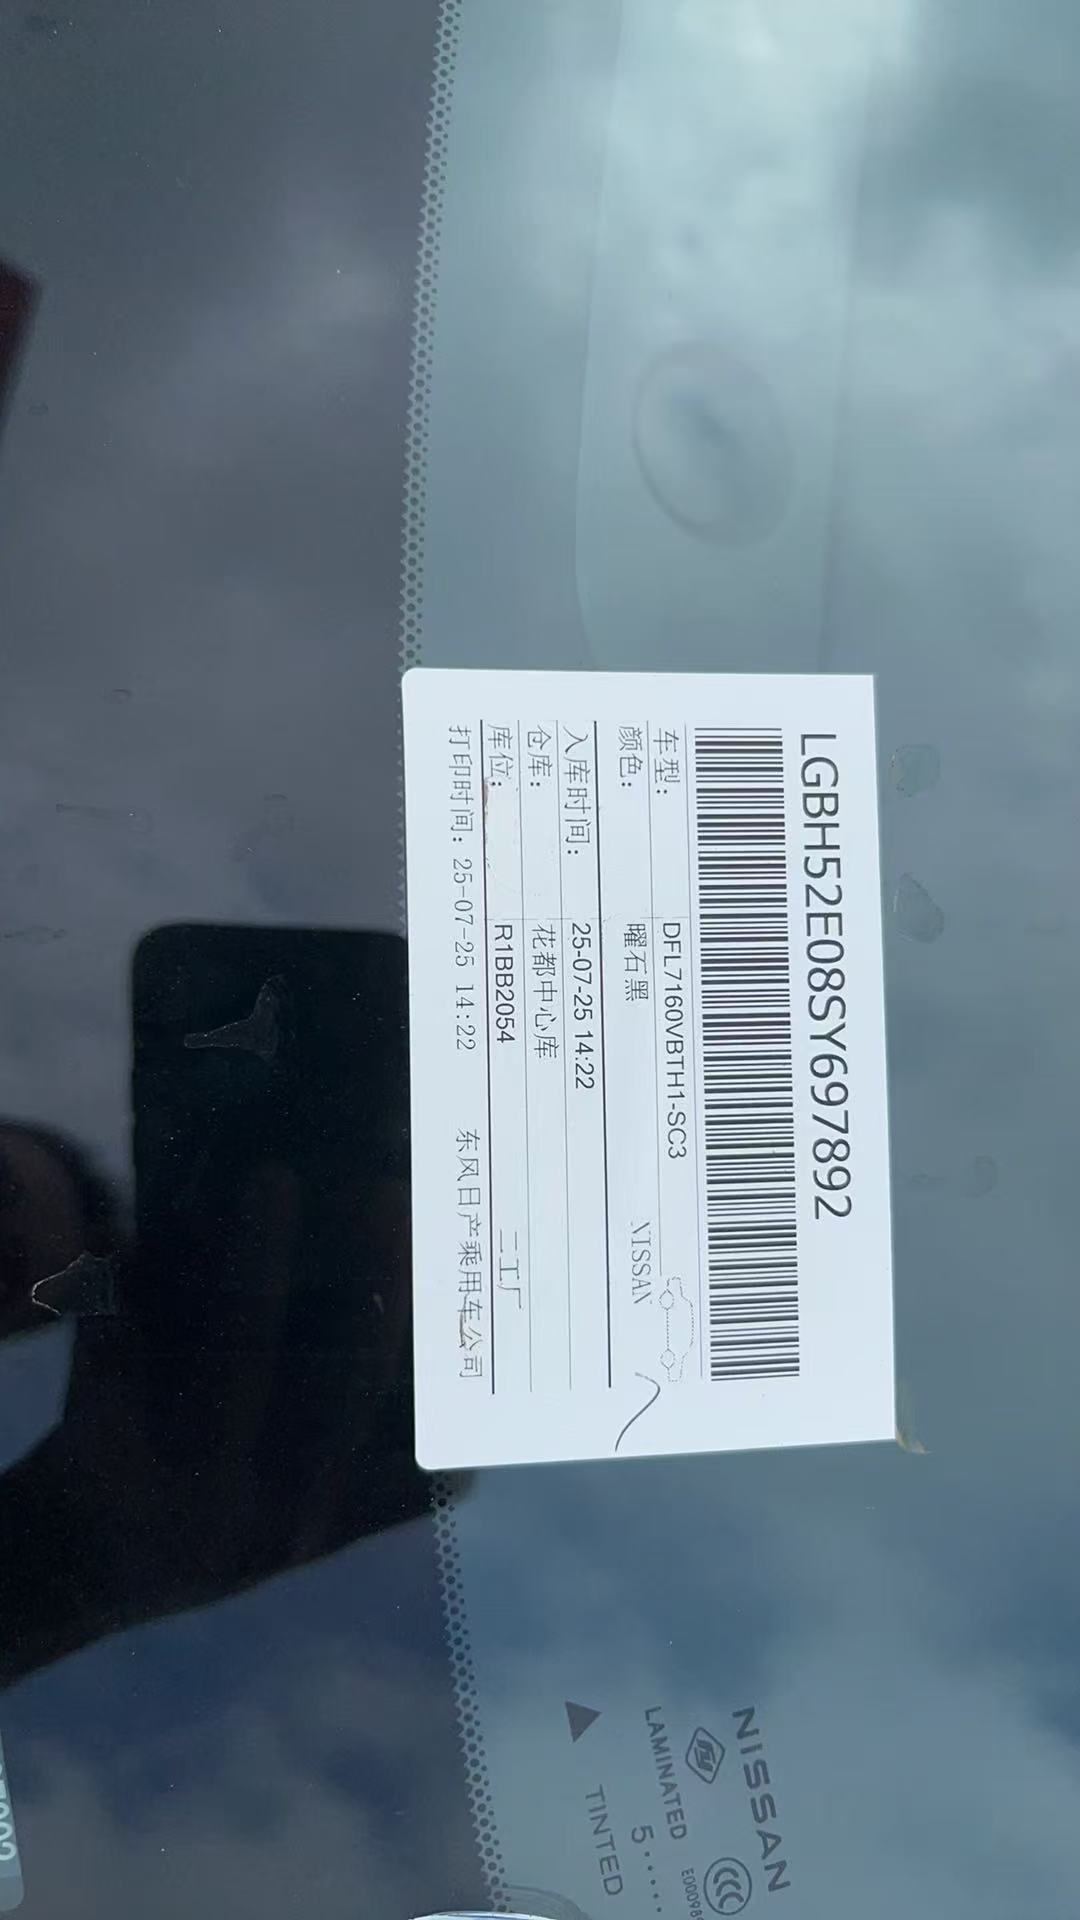 LGBH52E08SY697892
车型： DFL7160VBTH1-SC3
颜色： 曜石黑 NISSAN
入库时间： 25-07-25 14:22
仓库： 花都中心库
库位： R1BB2054 二工厂
打印时间：25-07-25 14:22 东风日产乘用车公司
NISSAN
LAMINATED
5.....
TINTED